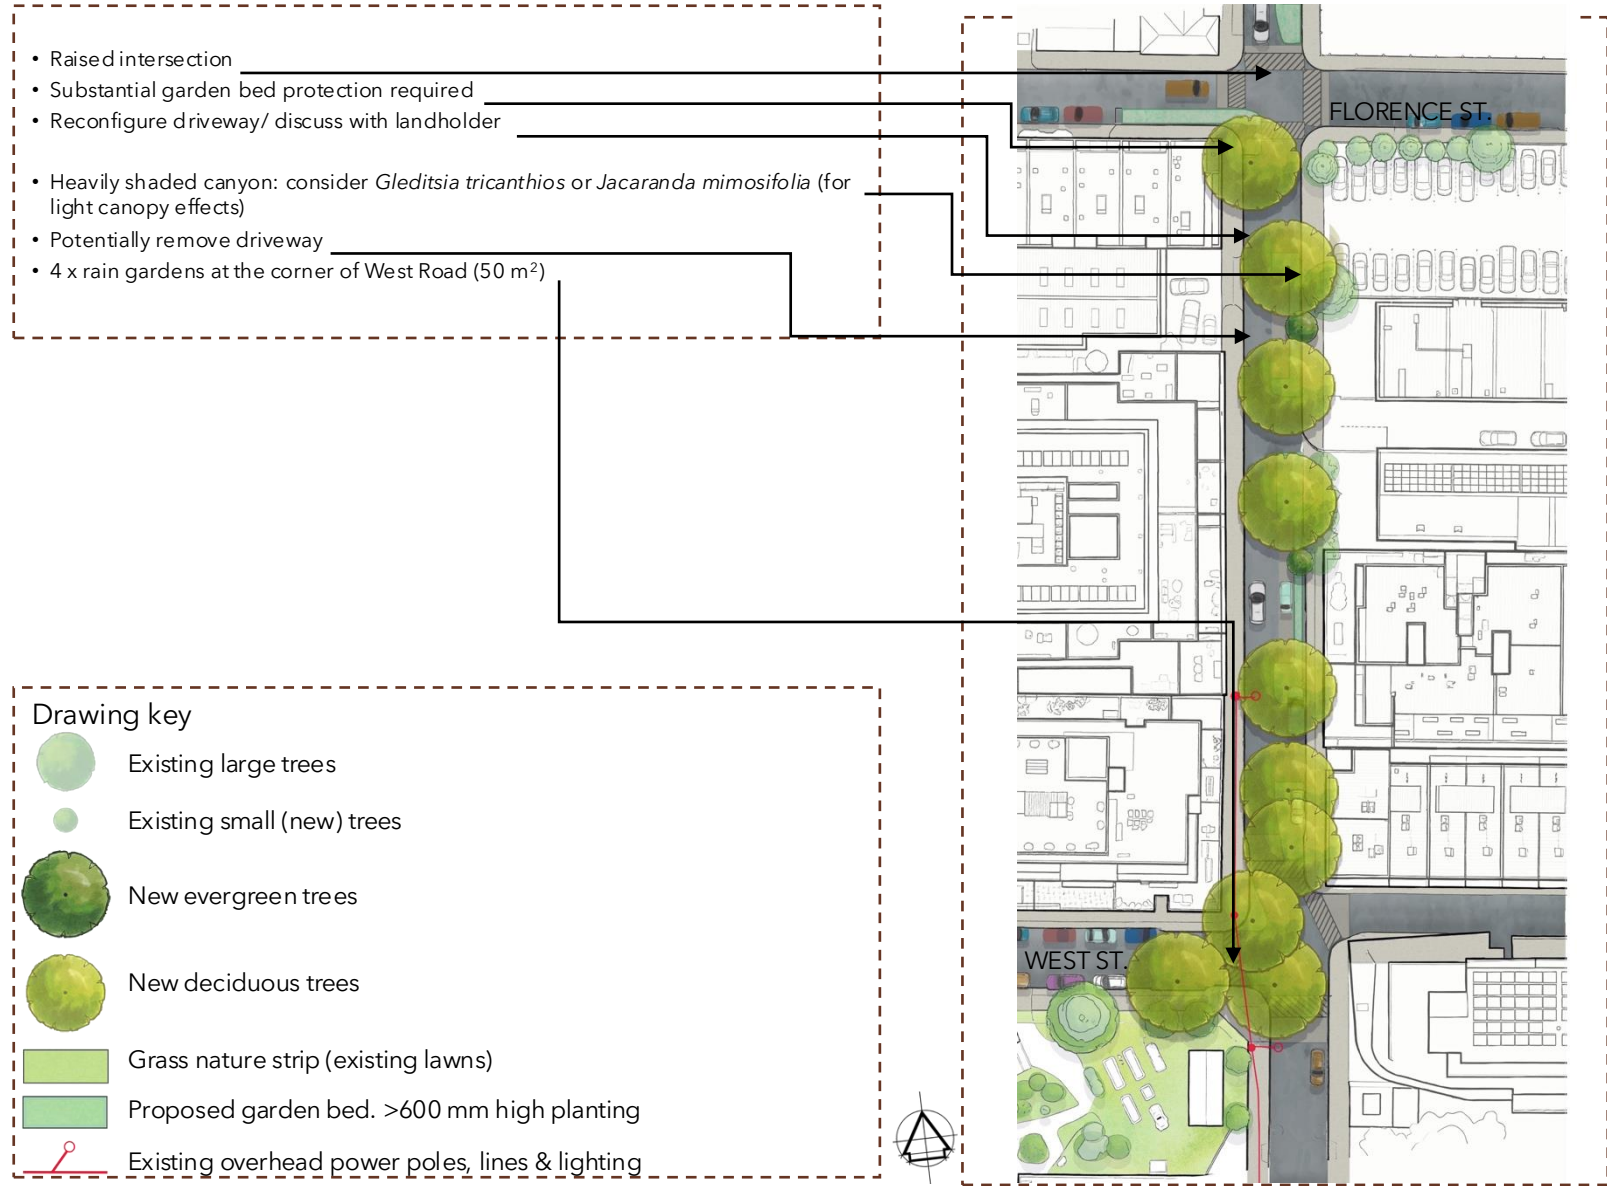 • Raised intersection
• Substantial garden bed protection required
• Reconfigure driveway/ discuss with landholder
• Heavily shaded canyon: consider Gleditsia tricanthios or Jacaranda mimosifolia (for
light canopy effects)
• Potentially remove driveway
• 4 x rain gardens at the corner of West Road (50 m²)
FLORENCE ST.
WEST ST.
Drawing key
Existing large trees
Existing small (new) trees
New evergreen trees
New deciduous trees
Grass nature strip (existing lawns)
Proposed garden bed. >600 mm high planting
Existing overhead power poles, lines & lighting